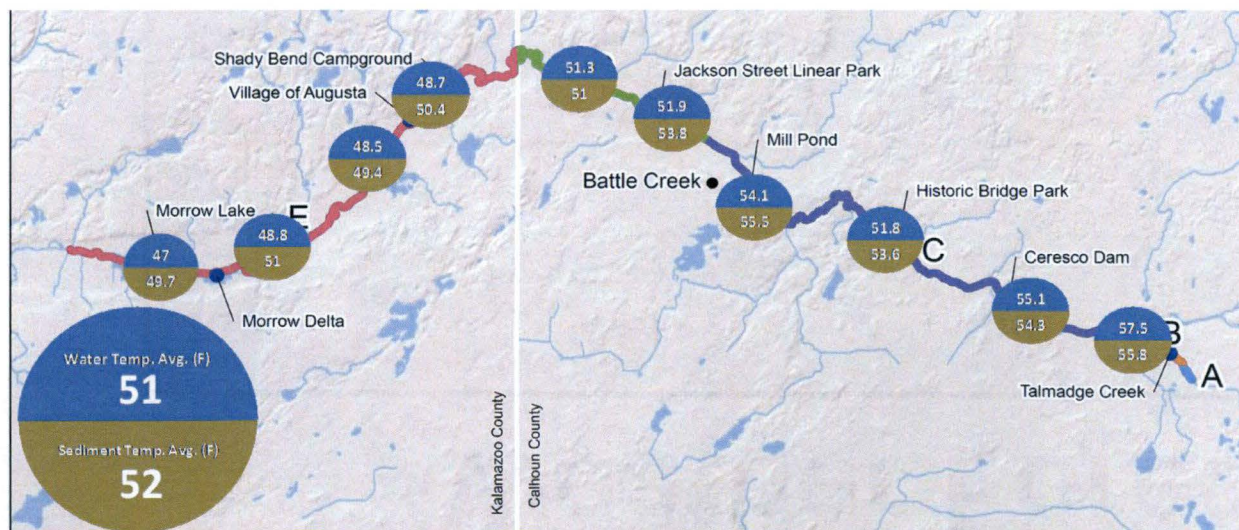 Shady Bend Campground
48.7
50.4
Village of Augusta
48.5
49.4
51.3
51
Jackson Street Linear Park
51.9
53.8
Mill Pond
Battle Creek
54.1
55.5
Historic Bridge Park
51.8
53.6
C
Morrow Lake
E
48.8
51
47
49.7
Morrow Delta
Ceresco Dam
55.1
54.3
57.5
55.8
B
A
Talmadge Creek
Water Temp. Avg. (F)
51
Sediment Temp. Avg. (F)
52
Kalamazoo County
Calhoun County